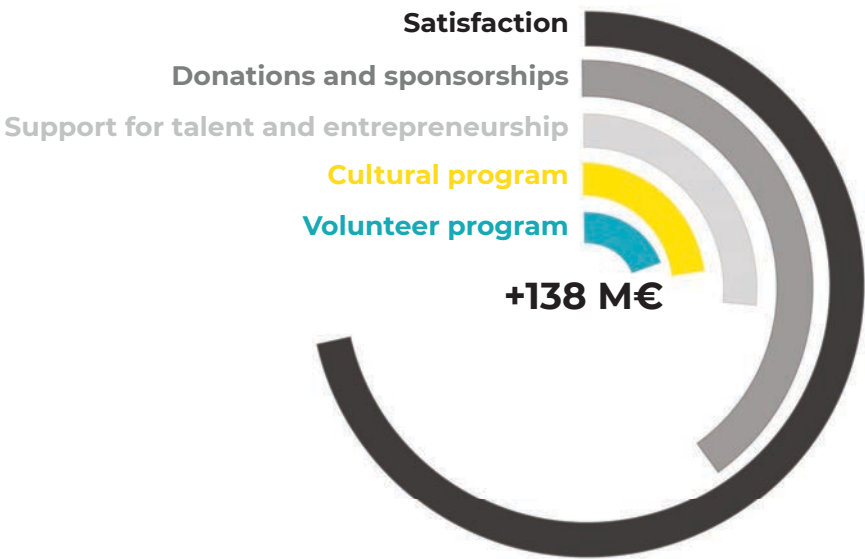 Satisfaction
Donations and sponsorships
Support for talent and entrepreneurship
Cultural program
Volunteer program
+138 M€